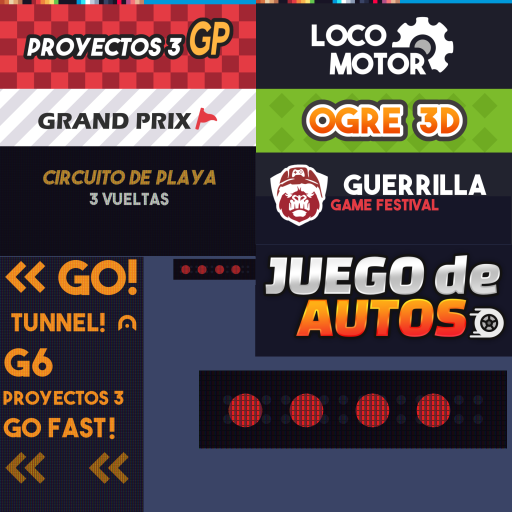 PROYECTOS 3 GP
GRAND PRIX
CIRCUITO DE PLAYA
3 VUELTAS
LOCO
MOTOR
OGRE 3D
GUERRILLA
GAME FESTIVAL
JUEGO de
AUTOS
<< GO!
TUNNEL!
G6
PROYECTOS 3
GO FAST!
<< <<